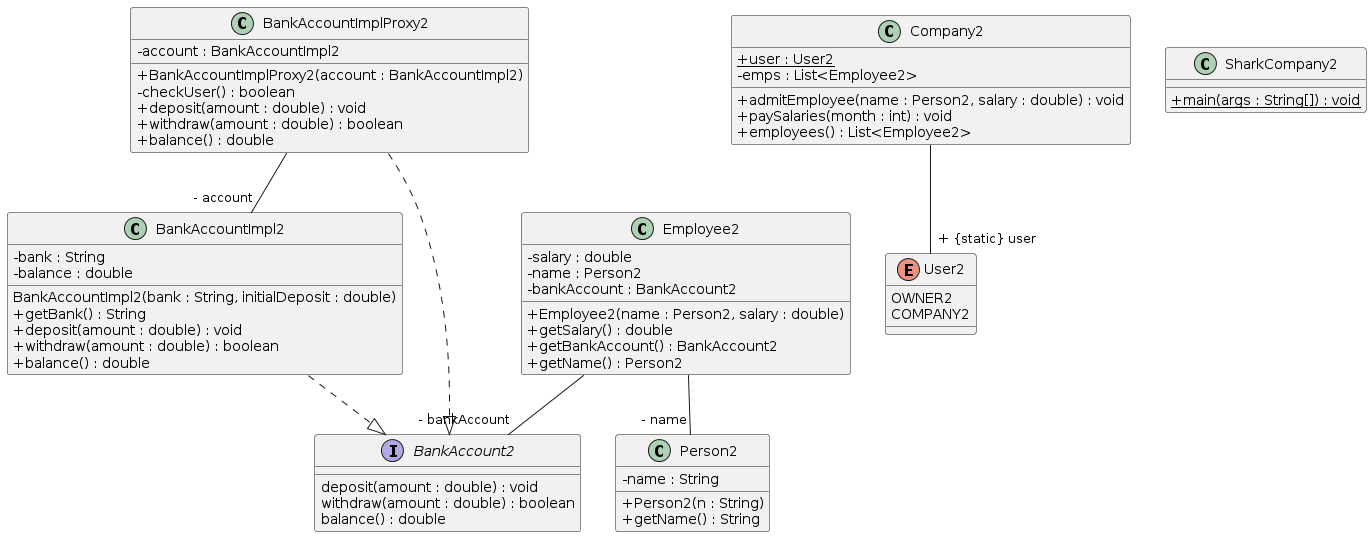 C BankAccountImplProxy2
-account : BankAccountImpl2
+BankAccountImplProxy2(account : BankAccountImpl2)
-checkUser() : boolean
+deposit(amount : double) : void
+withdraw(amount : double) : boolean
+balance() : double
C Company2
+user : User2
-emps : List<Employee2>
+admitEmployee(name : Person2, salary : double) : void
+paySalaries(month : int) : void
+employees() : List<Employee2>
C SharkCompany2
+main(args : String[]) : void
- account
C BankAccountImpl2
-bank : String
-balance : double
BankAccountImpl2(bank : String, initialDeposit : double)
+getBank() : String
+deposit(amount : double) : void
+withdraw(amount : double) : boolean
+balance() : double
C Employee2
-salary : double
-name : Person2
-bankAccount : BankAccount2
+Employee2(name : Person2, salary : double)
+getSalary() : double
+getBankAccount() : BankAccount2
+getName() : Person2
+ {static} user
E User2
OWNER2
COMPANY2
- bankAccount
- name
I BankAccount2
deposit(amount : double) : void
withdraw(amount : double) : boolean
balance() : double
C Person2
-name : String
+Person2(n : String)
+getName() : String